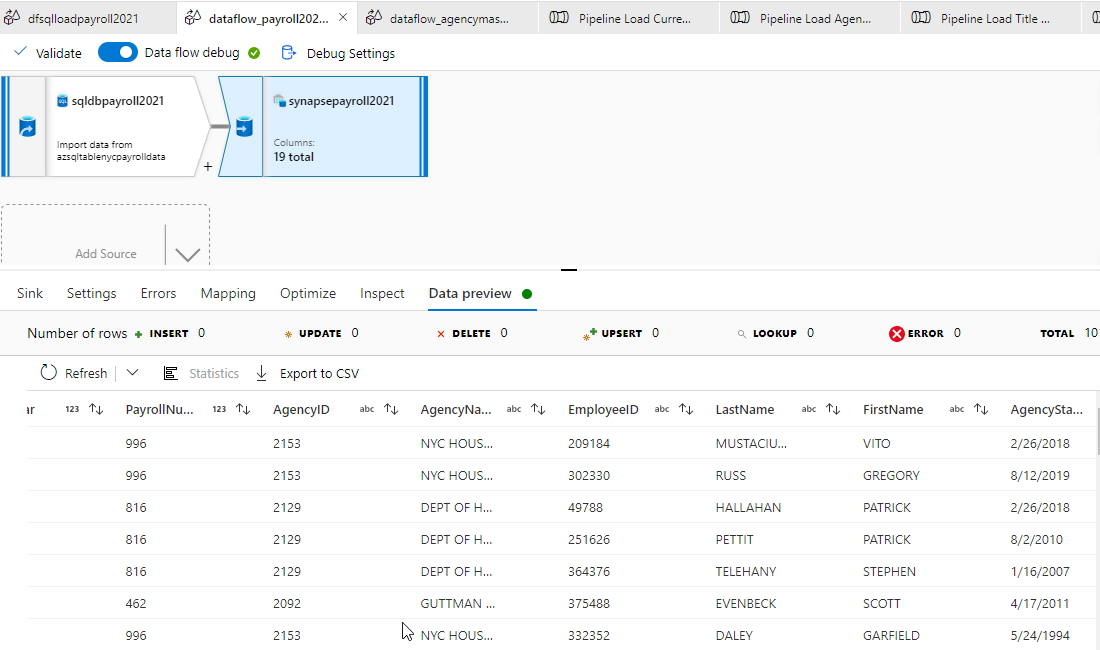 dfsqlloadpayroll2021 dataflow_payroll202... dataflow_agencymas... Pipeline Load Curre... Pipeline Load Agen... Pipeline Load Title ...
Validate Data flow debug Debug Settings
sqldbpayroll2021 synapsepayroll2021
Import data from Columns:
azsqltablenycpayrolldata 19 total
+
Add Source
Sink Settings Errors Mapping Optimize Inspect Data preview
Number of rows + INSERT 0 UPDATE 0 DELETE 0 UPSERT 0 LOOKUP 0 ERROR 0 TOTAL 10
Refresh Statistics Export to CSV
ar 123 PayrollNu... 123 AgencyID abc AgencyNa... abc EmployeeID abc LastName abc FirstName abc AgencySta...
996 2153 NYC HOUS... 209184 MUSTACIU... VITO 2/26/2018
996 2153 NYC HOUS... 302330 RUSS GREGORY 8/12/2019
816 2129 DEPT OF H... 49788 HALLAHAN PATRICK 2/26/2018
816 2129 DEPT OF H... 251626 PETTIT PATRICK 8/2/2010
816 2129 DEPT OF H... 364376 TELEHANY STEPHEN 1/16/2007
462 2092 GUTTMAN ... 375488 EVENBECK SCOTT 4/17/2011
996 2153 NYC HOUS... 332352 DALEY GARFIELD 5/24/1994